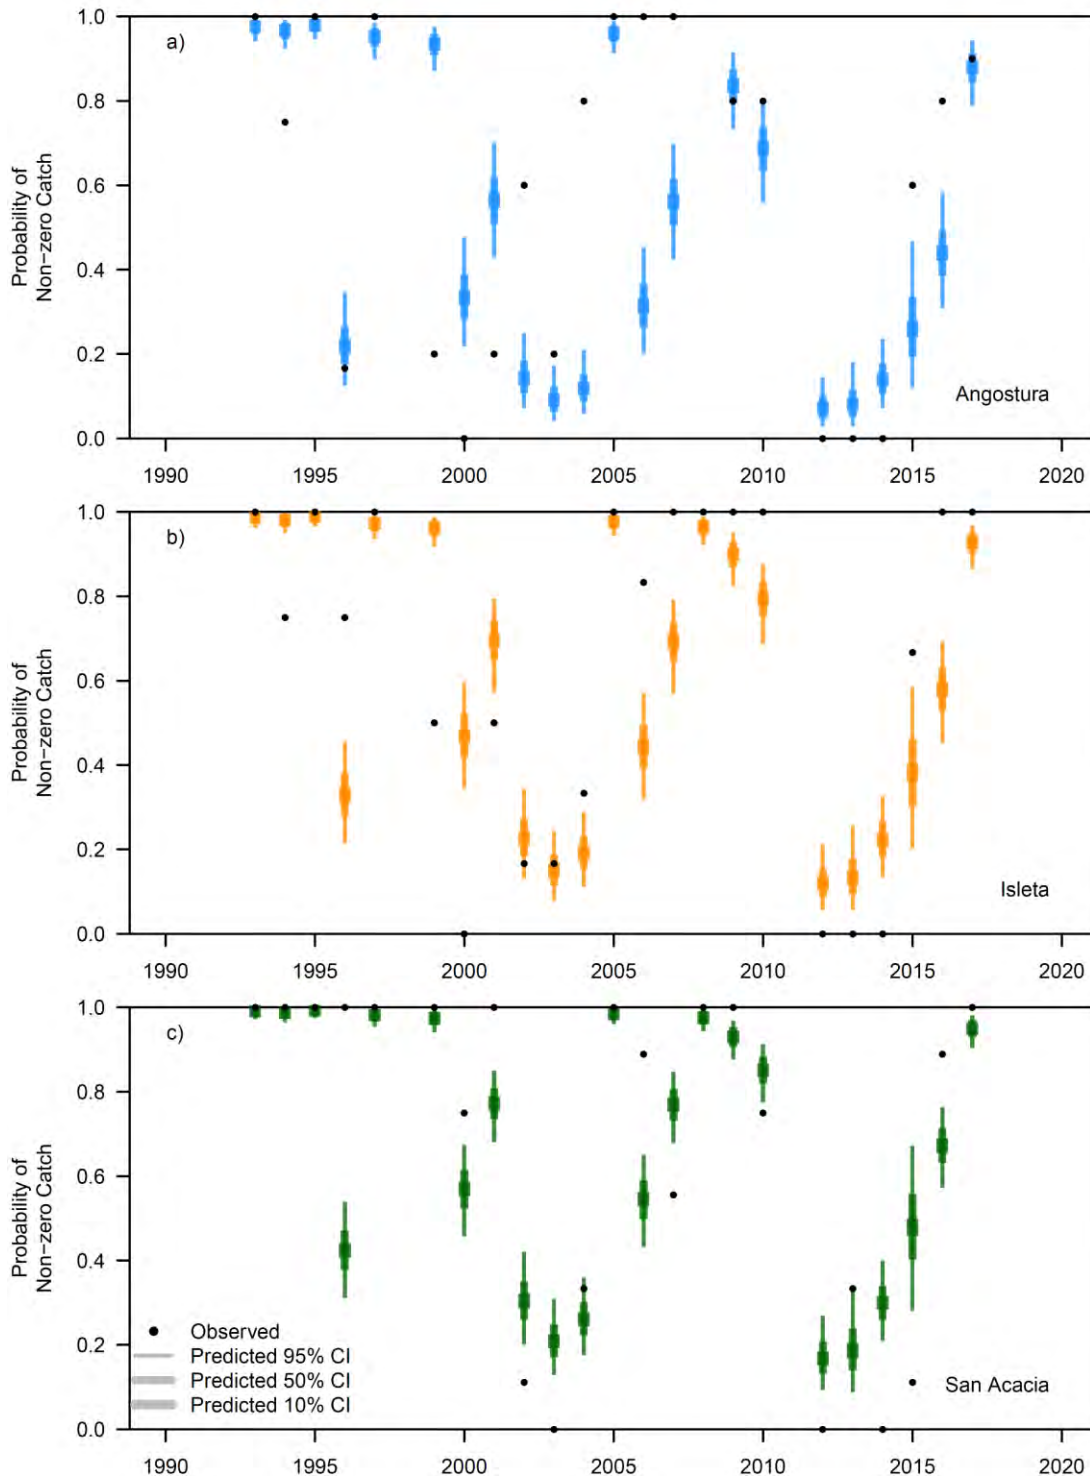 a)
1.0
0.8
0.6
0.4
0.2
0.0
Probability of
Non−zero Catch
Angostura
1990 1995 2000 2005 2010 2015 2020
b)
1.0
0.8
0.6
0.4
0.2
0.0
Probability of
Non−zero Catch
Isleta
1990 1995 2000 2005 2010 2015 2020
c)
1.0
0.8
0.6
0.4
0.2
0.0
Probability of
Non−zero Catch
Observed
Predicted 95% CI
Predicted 50% CI
Predicted 10% CI
San Acacia
1990 1995 2000 2005 2010 2015 2020